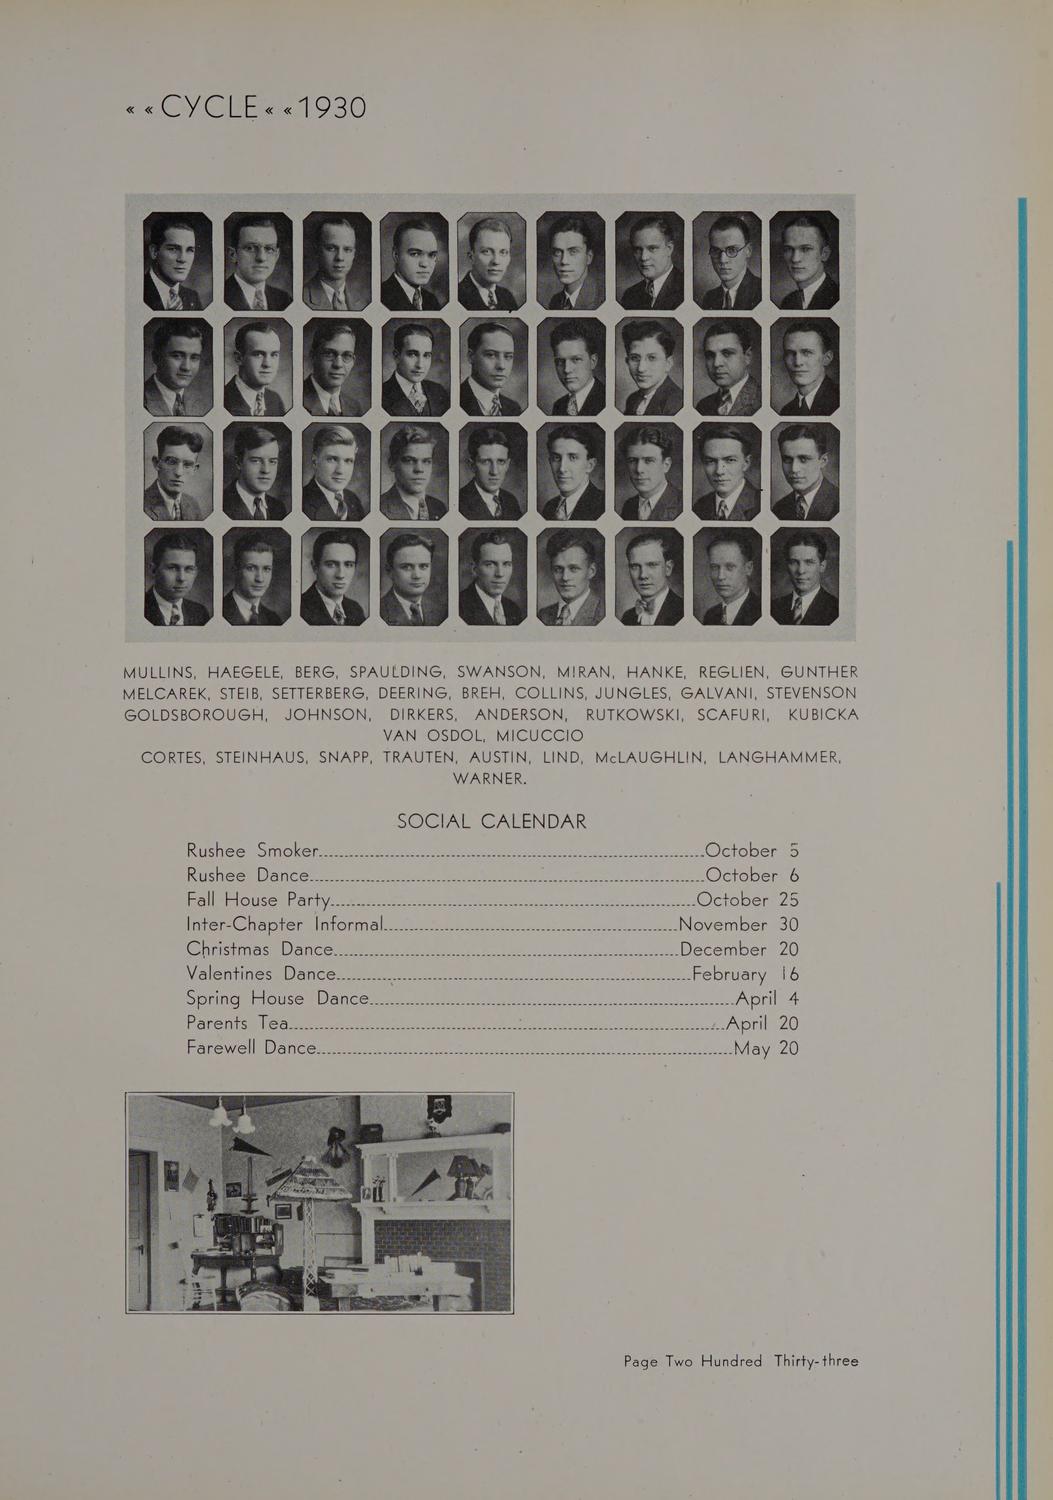 « « CYCLE « « 1930
MULLINS, HAEGELE, BERG, SPAULDING, SWANSON, MIRAN, HANKE, REGLIEN, GUNTHER
MELCAREK, STEIB, SETTERBERG, DEERING, BREH, COLLINS, JUNGLES, GALVANI, STEVENSON
GOLDSBOROUGH, JOHNSON, DIRKERS, ANDERSON, RUTKOWSKI, SCAFURI, KUBICKA
VAN OSDOL, MICUCCIO
CORTES, STEINHAUS, SNAPP, TRAUTEN, AUSTIN, LIND, McLAUGHLIN, LANGHAMMER,
WARNER.
SOCIAL CALENDAR
Rushee Smoker October 5
Rushee Dance October 6
Fall House Party October 25
Inter-Chapter Informal November 30
Christmas Dance December 20
Valentines Dance February 16
Spring House Dance April 4
Parents Tea April 20
Farewell Dance May 20
Page Two Hundred Thirty-three